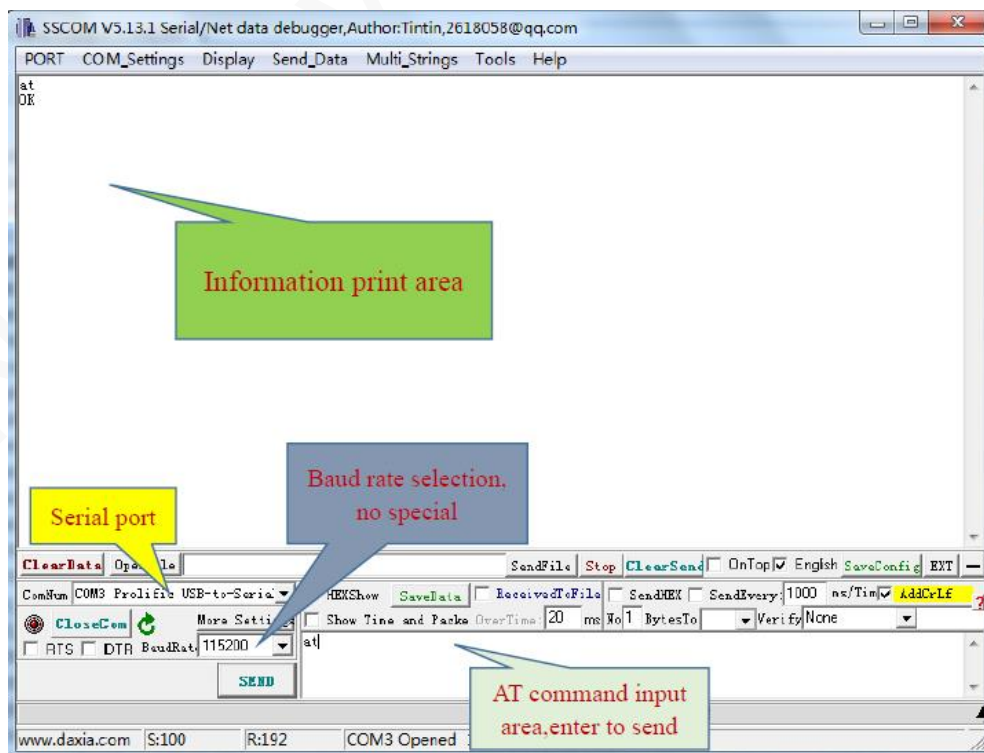 SSCOM V5.13.1 Serial/Net data debugger,Author:Tintin,2618058@qq.com
PORT COM_Settings Display Send_Data Multi_Strings Tools Help
at
OK
Information print area
Baud rate selection,
no special
Serial port
ClearData SendFile Stop ClearSend OnTop English SaveConfig EXT
ComNum COM3 Prolific USB-to-Seria HEXShow SaveData ReceivedToFile SendHEX SendEvery: 1000 ms/Tim AddCrLf ?
CloseCom More Show Time and Packe OverTime: 20 ms No 1 BytesTo Verify None
RTS DTR BaudRat 115200 at
SEND
AT command input
area,enter to send
www.daxia.com S:100 R:192 COM3 Opened